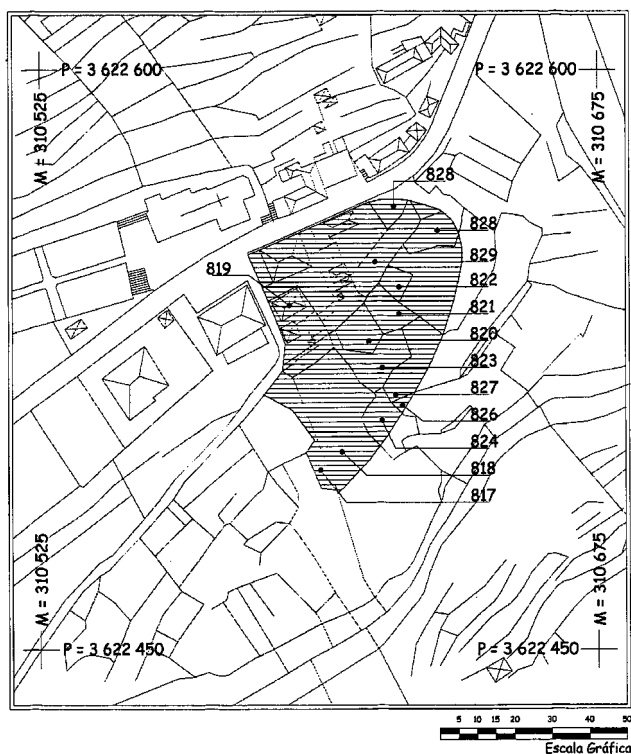 P = 3 622 600
P = 3 622 600
M = 310 525
M = 310 675
828
828
819
829
822
821
820
823
827
826
824
818
817
M = 310 525
M = 310 675
P = 3 622 450
P = 3 622 450
5 10 15 20 30 40 50
Escala Gráfica